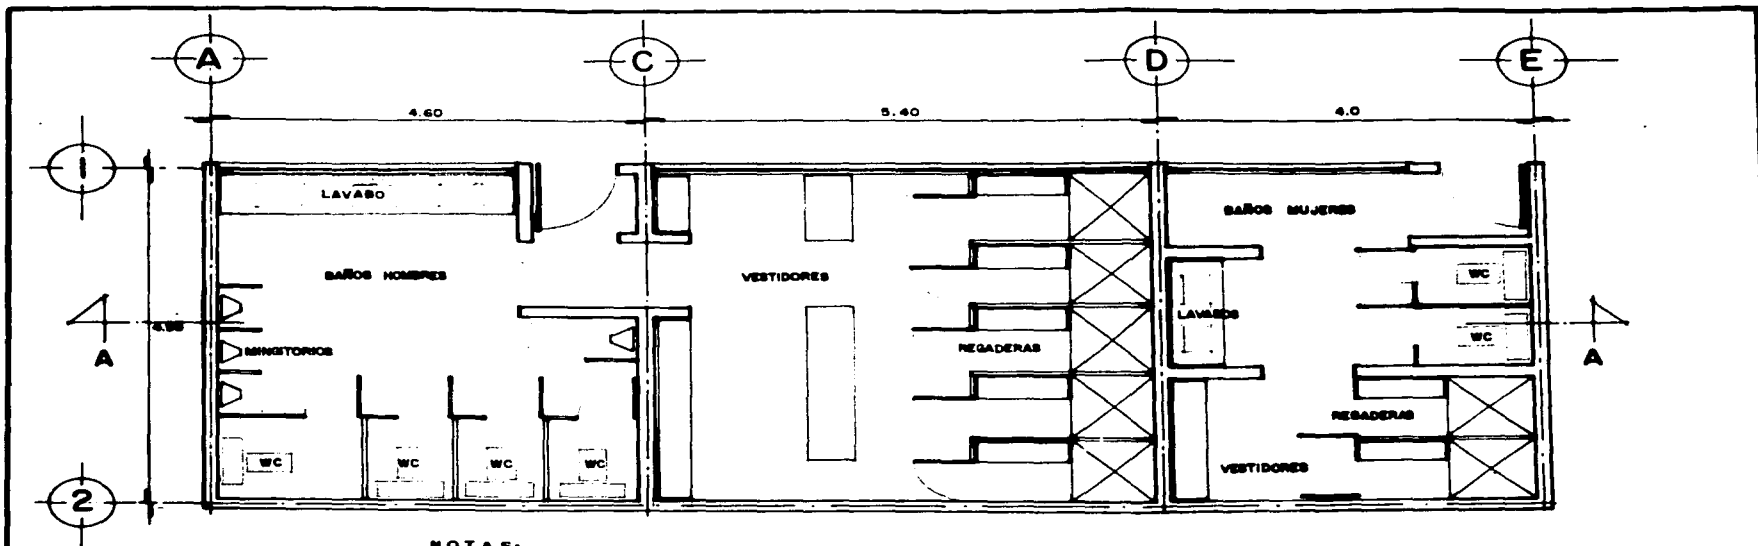 A C D E
4.60 5.40 4.0
1
LAVABO
BAÑOS MUJERES
BAÑOS HOMBRES
VESTIDORES
WC
LAVABOS
WC
A
MINGITORIOS
REGADERAS
A
REGADERAS
WC WC WC WC
VESTIDORES
2
NOTAS: